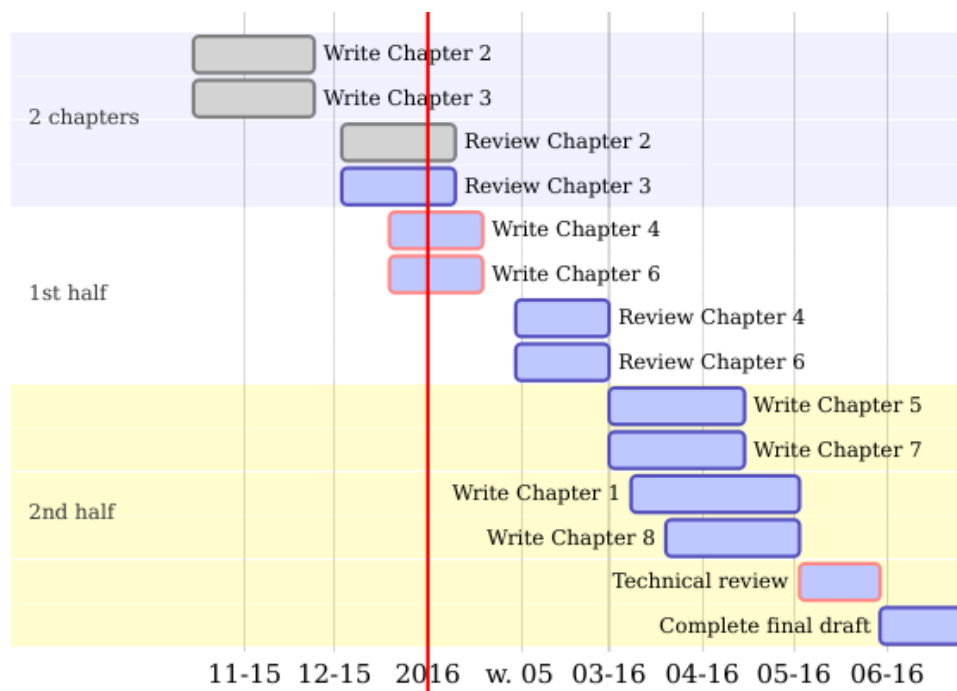 Write Chapter 2
Write Chapter 3
2 chapters
Review Chapter 2
Review Chapter 3
Write Chapter 4
Write Chapter 6
1st half
Review Chapter 4
Review Chapter 6
Write Chapter 5
Write Chapter 7
Write Chapter 1
2nd half
Write Chapter 8
Technical review
Complete final draft
11-15 12-15 2016 w. 05 03-16 04-16 05-16 06-16